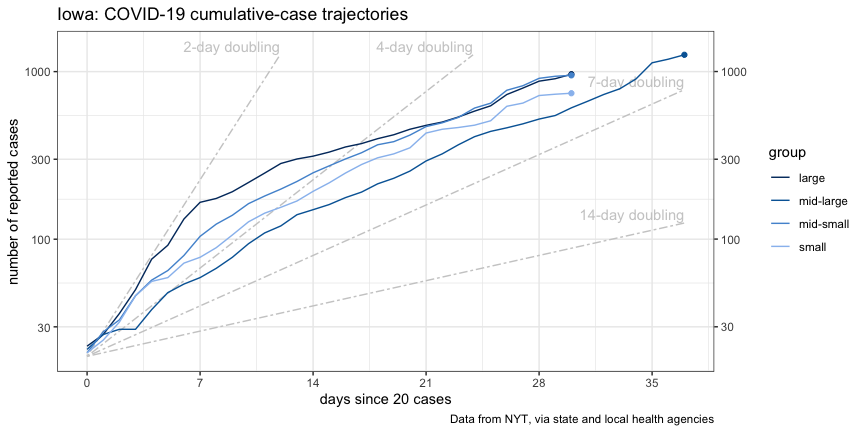 Iowa: COVID-19 cumulative-case trajectories
2-day doubling
4-day doubling
7-day doubling
14-day doubling
1000
300
100
30
1000
300
100
30
number of reported cases
0 7 14 21 28 35
days since 20 cases
group
large
mid-large
mid-small
small
Data from NYT, via state and local health agencies